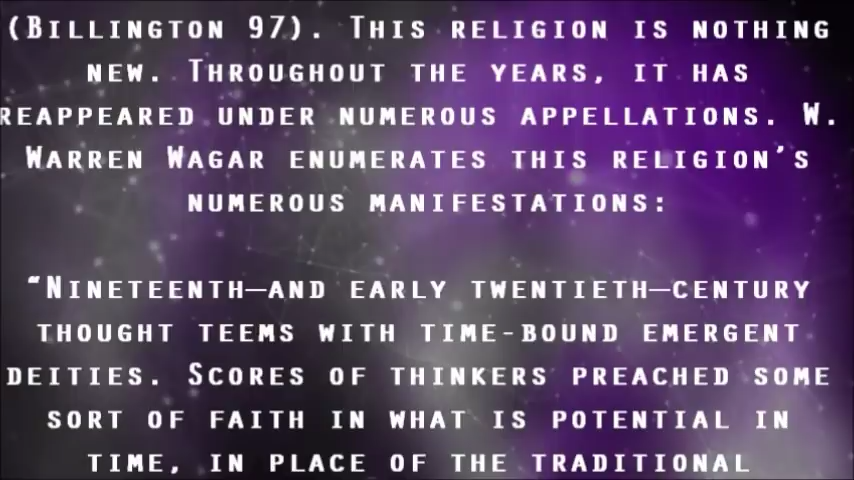 (Billington 97). This religion is nothing
new. Throughout the years, it has
reappeared under numerous appellations. W.
Warren Wagar enumerates this religion's
numerous manifestations:
“Nineteenth—and early twentieth—century
thought teems with time-bound emergent
deities. Scores of thinkers preached some
sort of faith in what is potential in
time, in place of the traditional